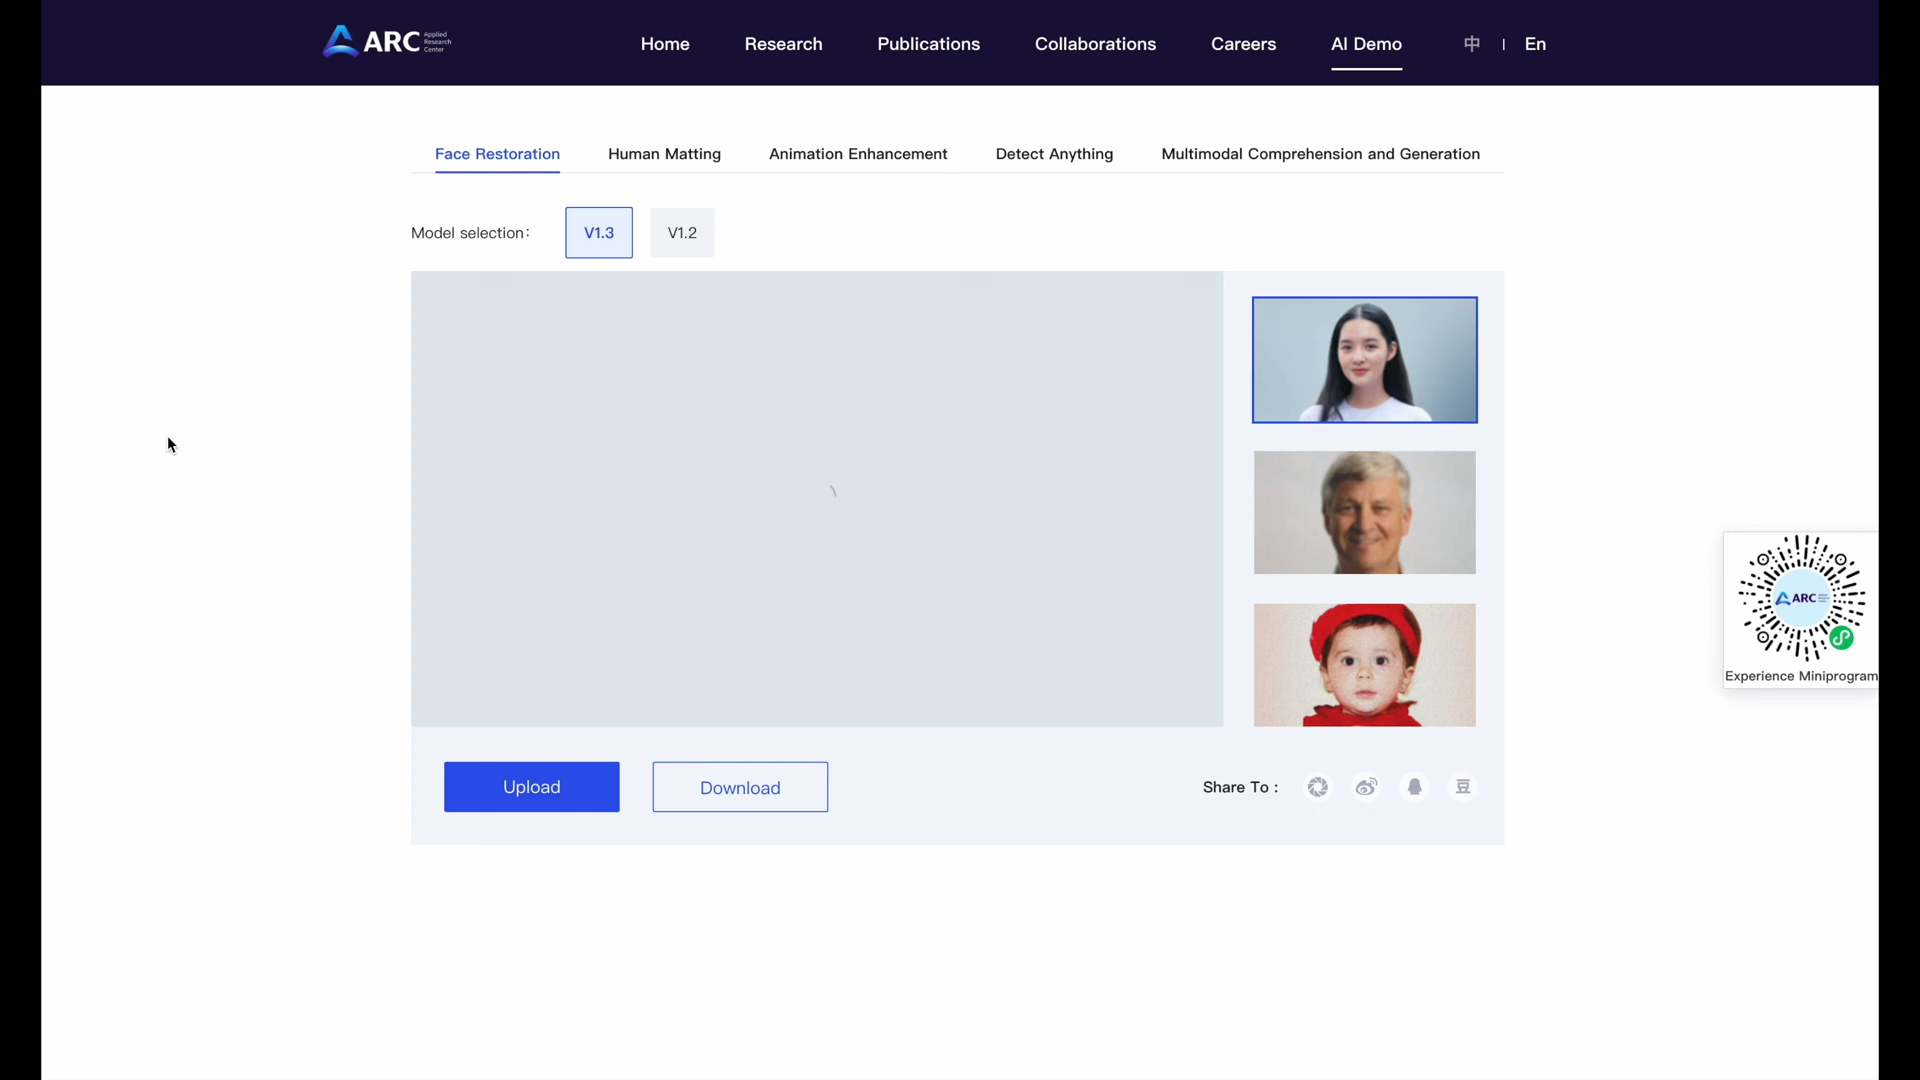 ARC Applied Research Center
Home Research Publications Collaborations Careers AI Demo 中 | En
Face Restoration Human Matting Animation Enhancement Detect Anything Multimodal Comprehension and Generation
Model selection: V1.3 V1.2
ARC
Experience Miniprogram
Upload Download Share To : 豆